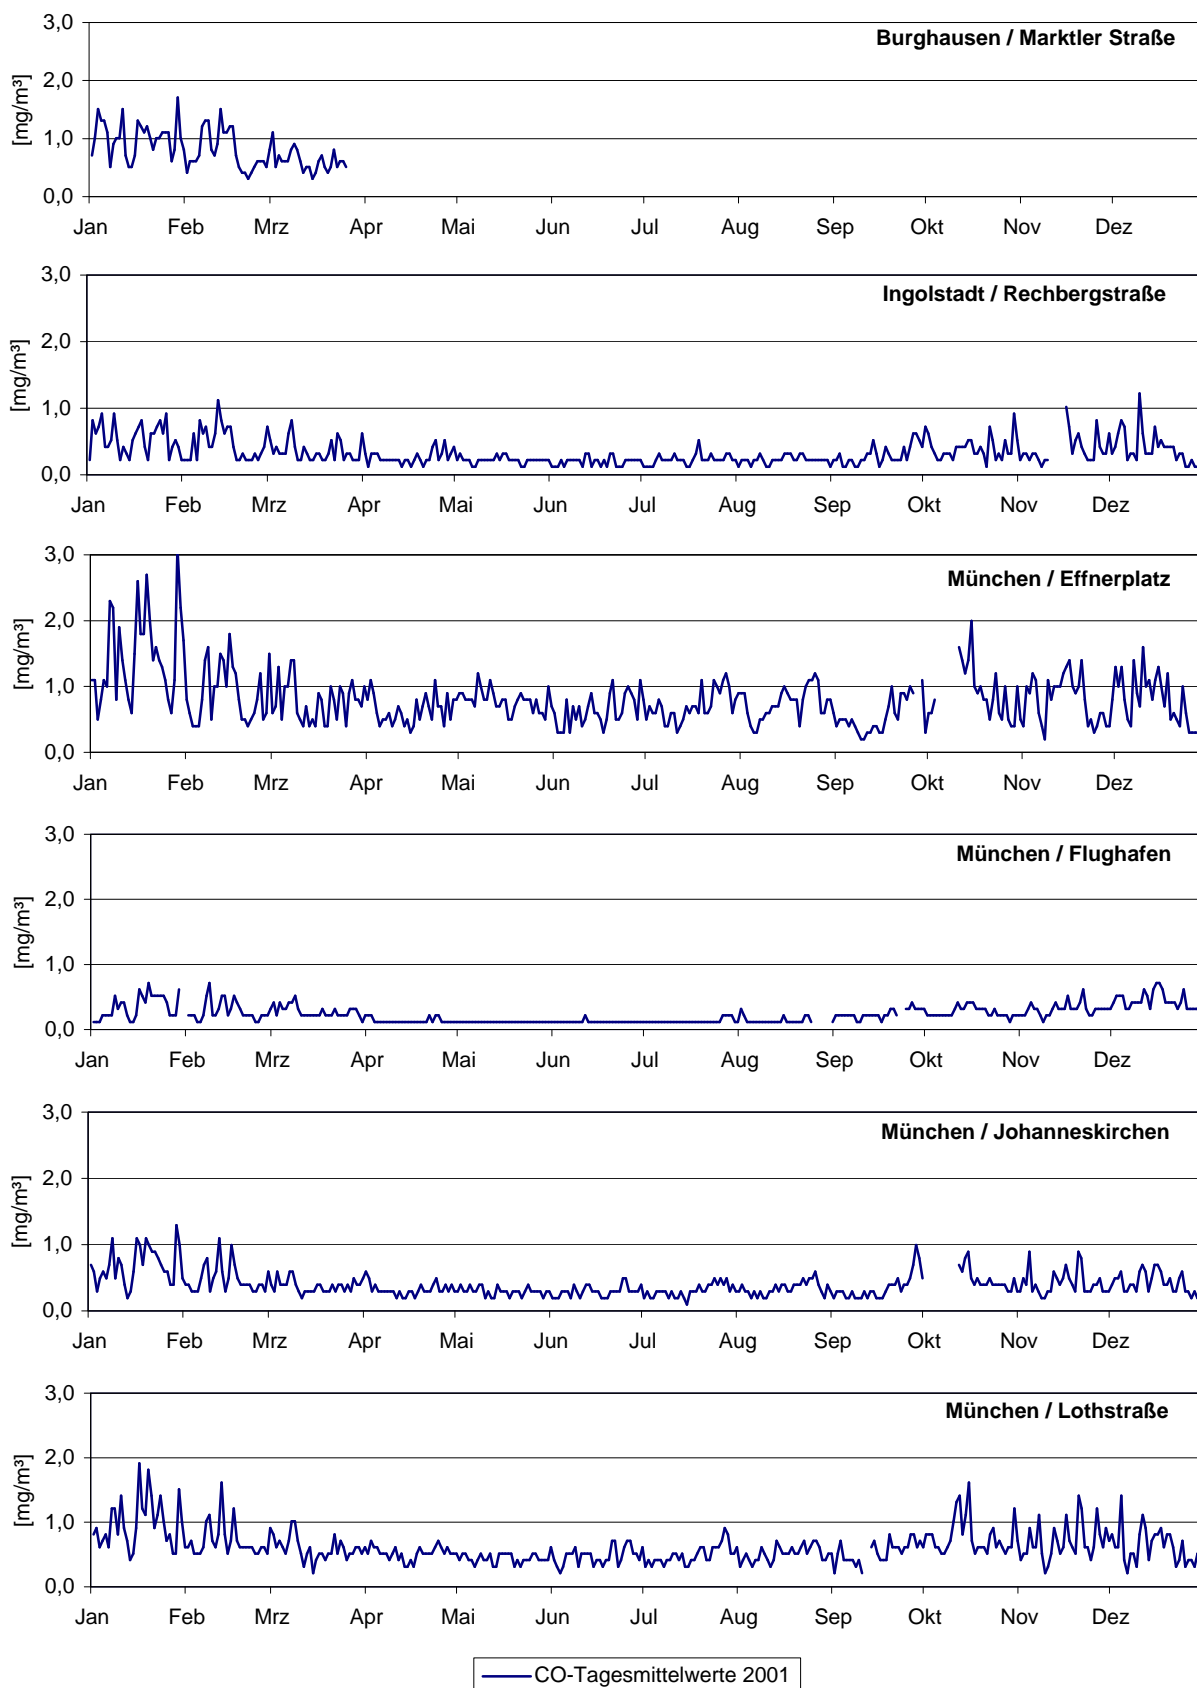 Burghausen / Marktler Straße
[mg/m³]
3,0
2,0
1,0
0,0
Jan Feb Mrz Apr Mai Jun Jul Aug Sep Okt Nov Dez
Ingolstadt / Rechbergstraße
[mg/m³]
3,0
2,0
1,0
0,0
Jan Feb Mrz Apr Mai Jun Jul Aug Sep Okt Nov Dez
München / Effnerplatz
[mg/m³]
3,0
2,0
1,0
0,0
Jan Feb Mrz Apr Mai Jun Jul Aug Sep Okt Nov Dez
München / Flughafen
[mg/m³]
3,0
2,0
1,0
0,0
Jan Feb Mrz Apr Mai Jun Jul Aug Sep Okt Nov Dez
München / Johanneskirchen
[mg/m³]
3,0
2,0
1,0
0,0
Jan Feb Mrz Apr Mai Jun Jul Aug Sep Okt Nov Dez
München / Lothstraße
[mg/m³]
3,0
2,0
1,0
0,0
Jan Feb Mrz Apr Mai Jun Jul Aug Sep Okt Nov Dez
CO-Tagesmittelwerte 2001